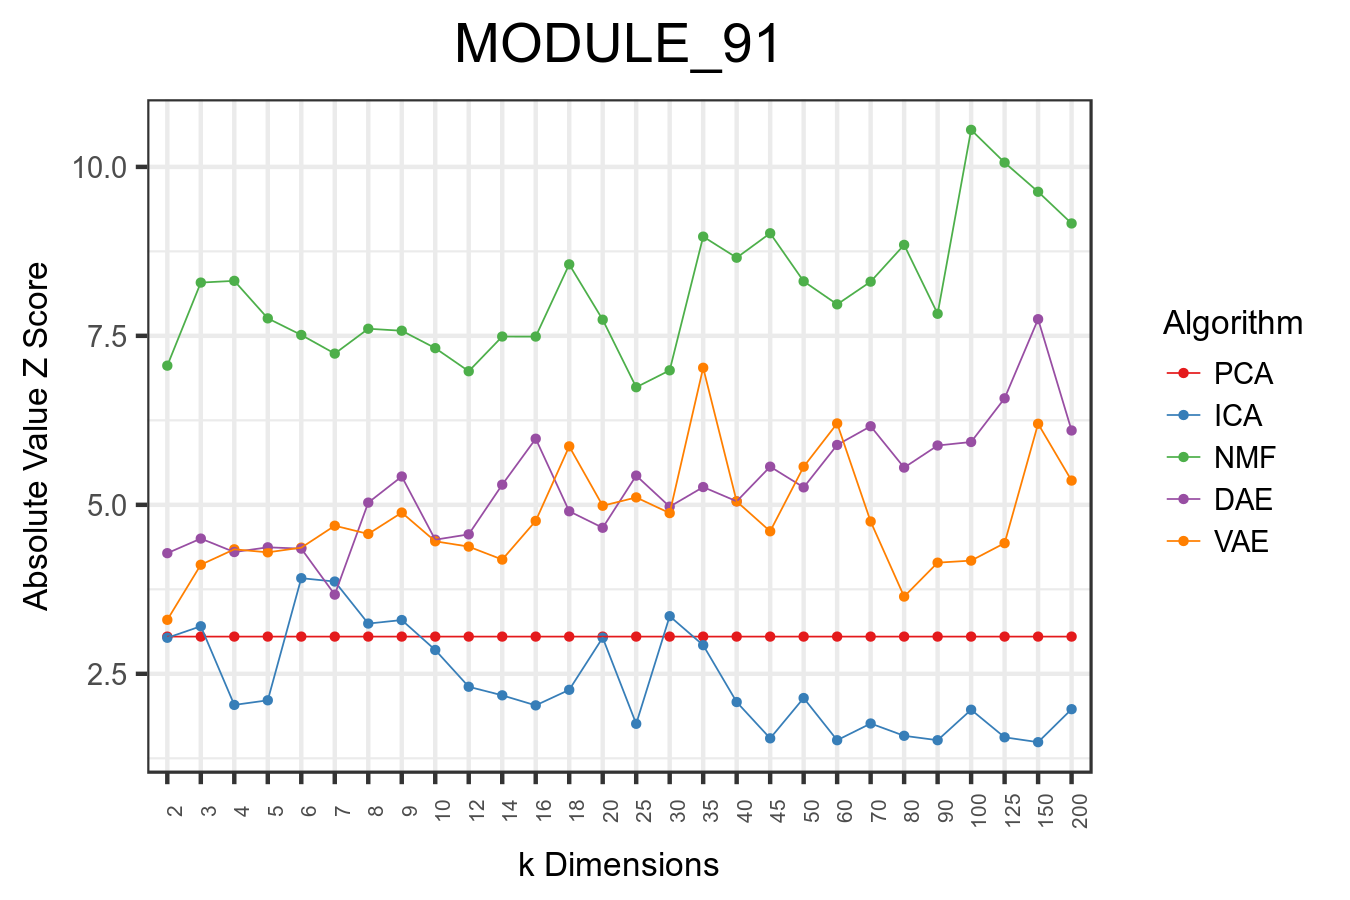 MODULE_91
Absolute Value Z Score
10.0
7.5
5.0
2.5
2 3 4 5 6 7 8 9 10 12 14 16 18 20 25 30 35 40 45 50 60 70 80 90 100 125 150 200
k Dimensions
Algorithm
PCA
ICA
NMF
DAE
VAE